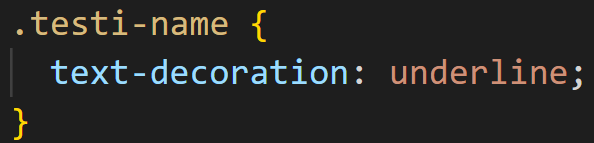 .testi-name {
  text-decoration: underline;
}